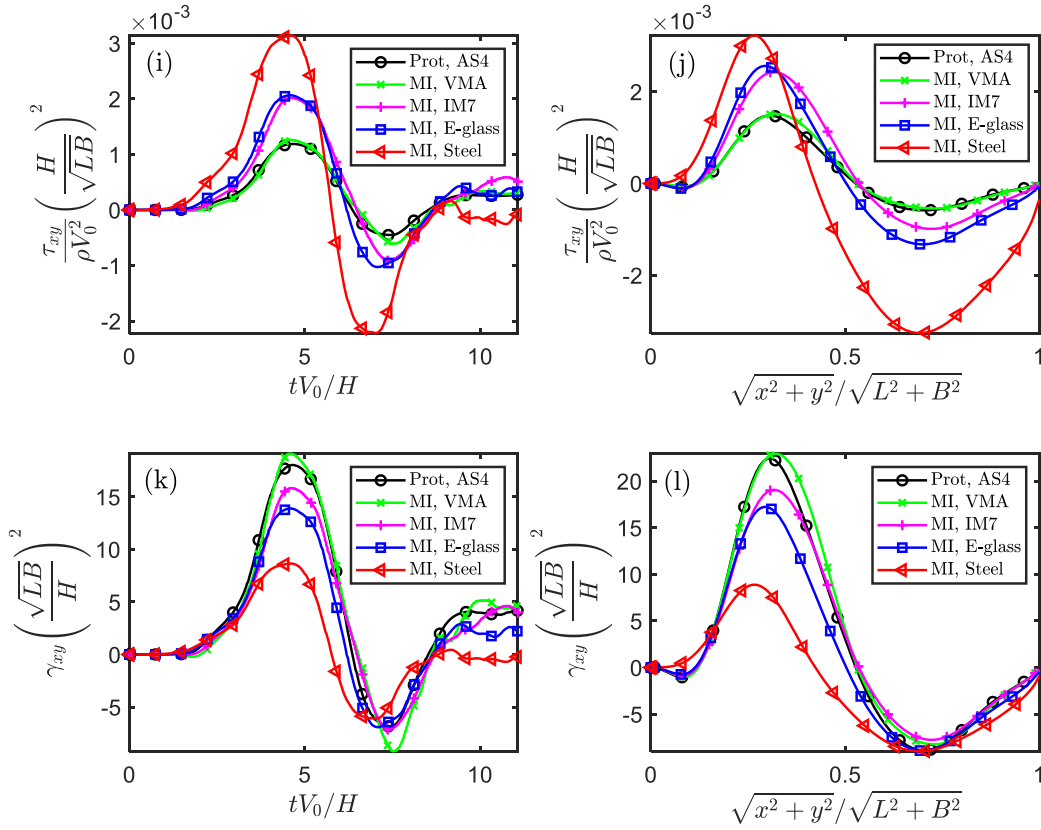 ×10⁻³
(i)
Prot, AS4
MI, VMA
MI, IM7
MI, E-glass
MI, Steel
3
2
1
0
-1
-2
0
5
10
τ_xy/ρV₀² (H/√LB)²
tV₀/H
×10⁻³
(j)
Prot, AS4
MI, VMA
MI, IM7
MI, E-glass
MI, Steel
2
0
-2
0
0.5
1
τ_xy/ρV₀² (H/√LB)²
√x² + y²/√L² + B²
(k)
Prot, AS4
MI, VMA
MI, IM7
MI, E-glass
MI, Steel
15
10
5
0
-5
0
5
10
γ_xy (√LB/H)²
tV₀/H
(l)
Prot, AS4
MI, VMA
MI, IM7
MI, E-glass
MI, Steel
20
15
10
5
0
-5
0
0.5
1
γ_xy (√LB/H)²
√x² + y²/√L² + B²